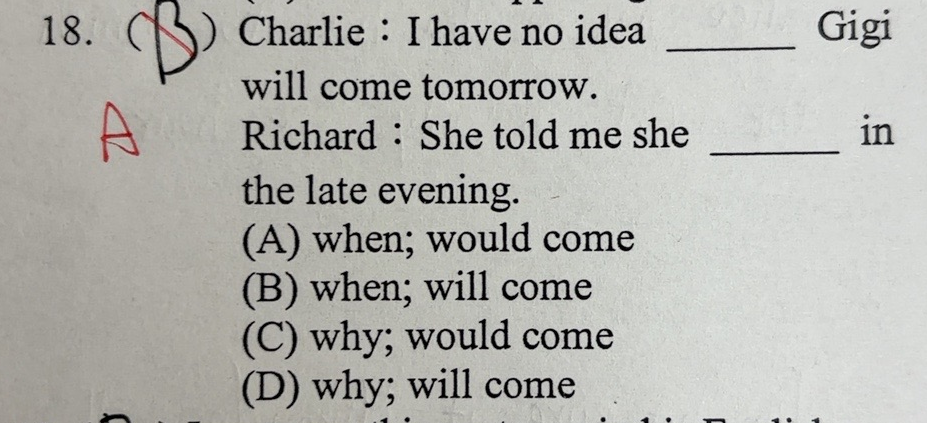 18. (B) Charlie：I have no idea ______ Gigi
will come tomorrow.
A
Richard：She told me she ______ in
the late evening.
(A) when; would come
(B) when; will come
(C) why; would come
(D) why; will come